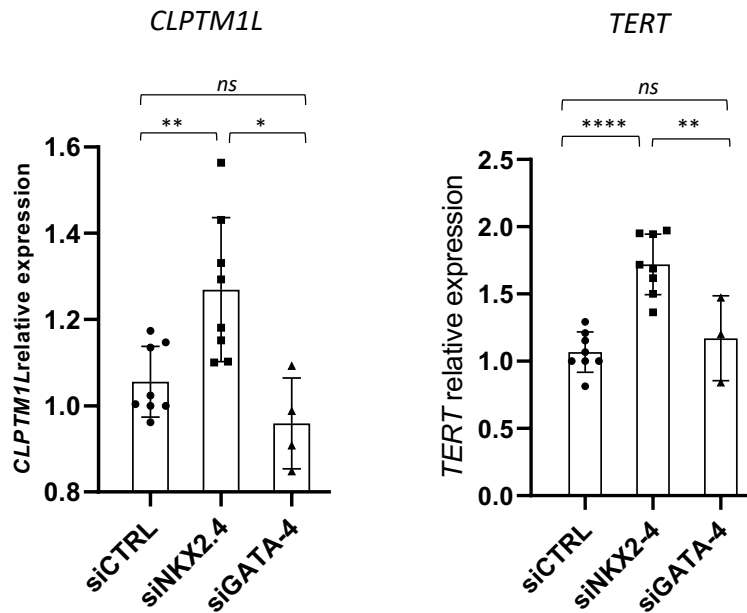 CLPTM1L
ns
** *
1.6
1.4
1.2
1.0
0.8
CLPTM1Lrelative expression
siCTRL
siNKX2-4
siGATA-4
TERT
ns
**** **
2.5
2.0
1.5
1.0
0.5
0.0
TERT relative expression
siCTRL
siNKX2-4
siGATA-4